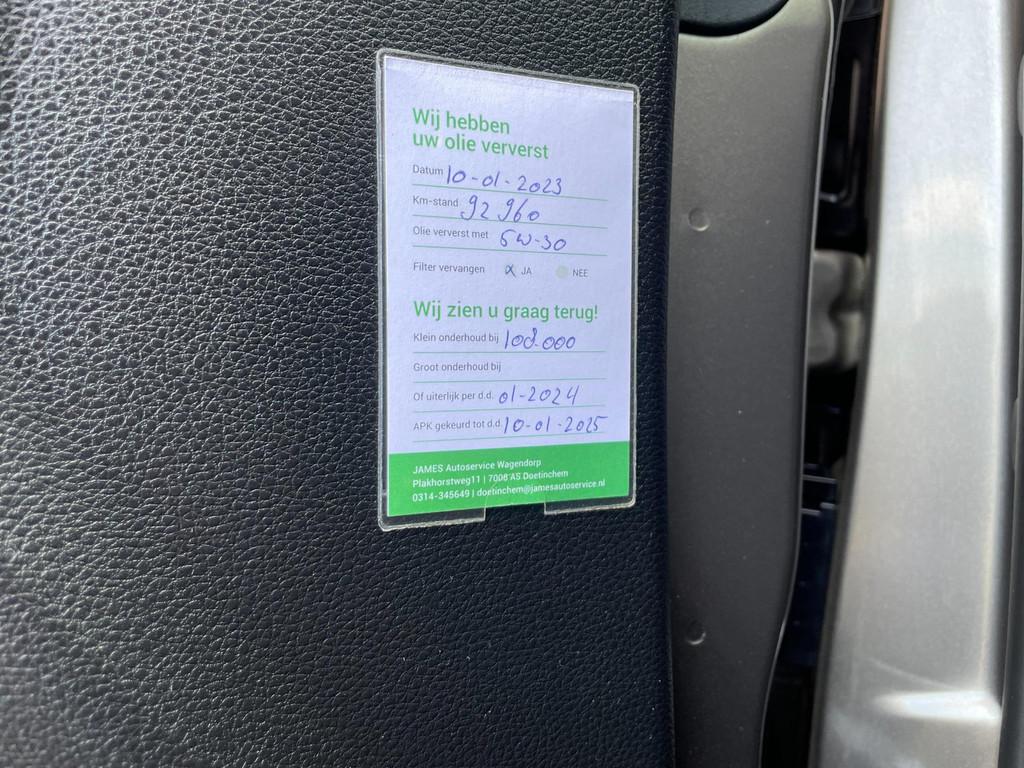 Wij hebben
uw olie ververst
Datum 10-01-2023
Km-stand 92 960
Olie ververst met 5W-30
Filter vervangen x JA NEE
Wij zien u graag terug!
Klein onderhoud bij 108.000
Groot onderhoud bij
Of uiterlijk per d.d. 01-2024
APK gekeurd tot d.d. 10-01-2025
JAMES Autoservice Wagendorp
Plakhorstweg11 | 7006 AS Doetinchem
0314-345649 | doetinchem@jamesautoservice.nl